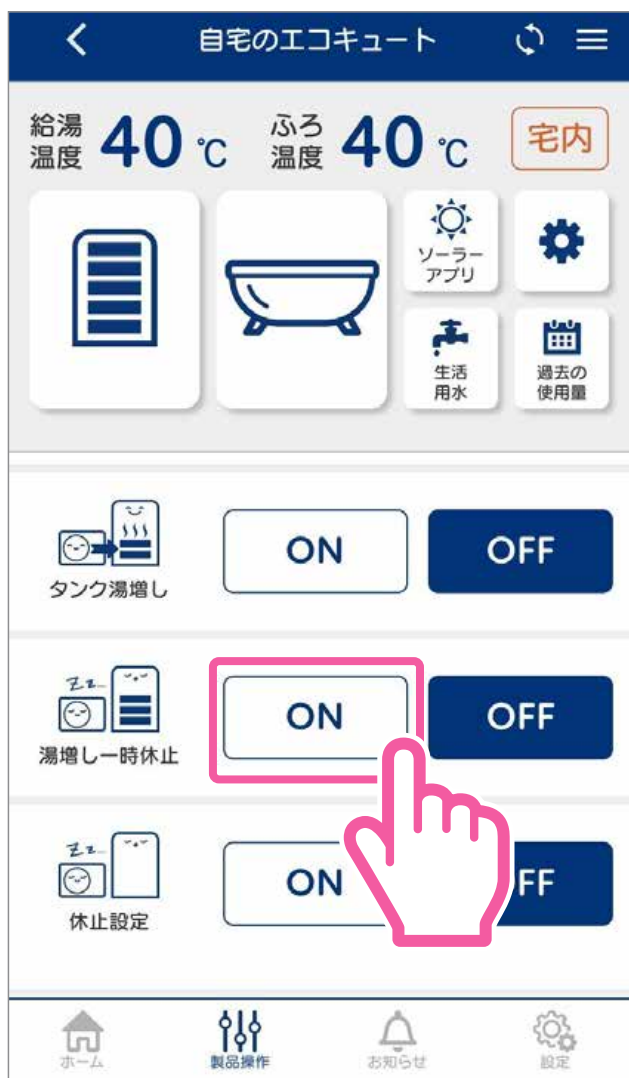 自宅のエコキュート
給湯温度 40 ℃ ふろ温度 40 ℃ 宅内
ソーラー
アプリ
生活
用水
過去の
使用量
タンク湯増し ON OFF
Zz
湯増し一時休止 ON OFF
Zz
休止設定 ON FF
ホーム 製品操作 お知らせ 設定